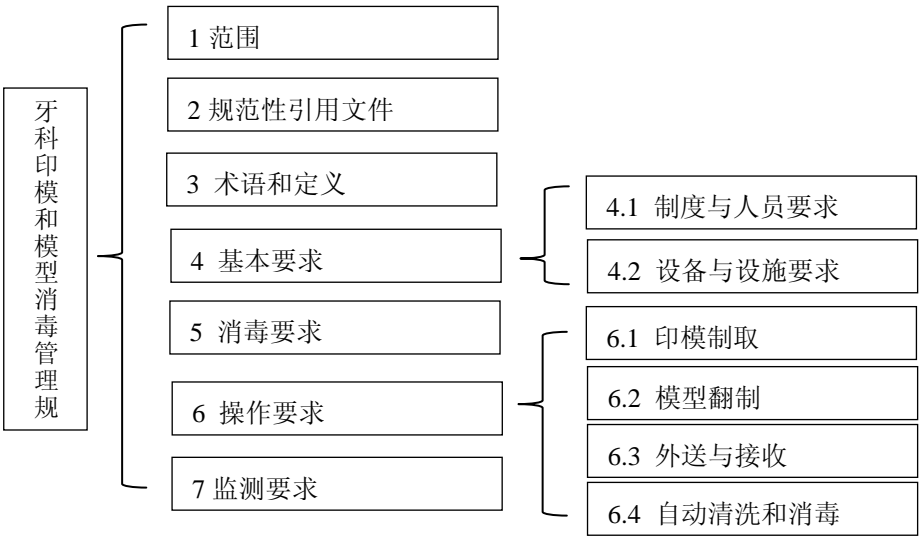 牙科印模和模型消毒管理规
1 范围
2 规范性引用文件
3 术语和定义
4 基本要求
4.1 制度与人员要求
4.2 设备与设施要求
5 消毒要求
6 操作要求
6.1 印模制取
6.2 模型翻制
6.3 外送与接收
6.4 自动清洗和消毒
7 监测要求